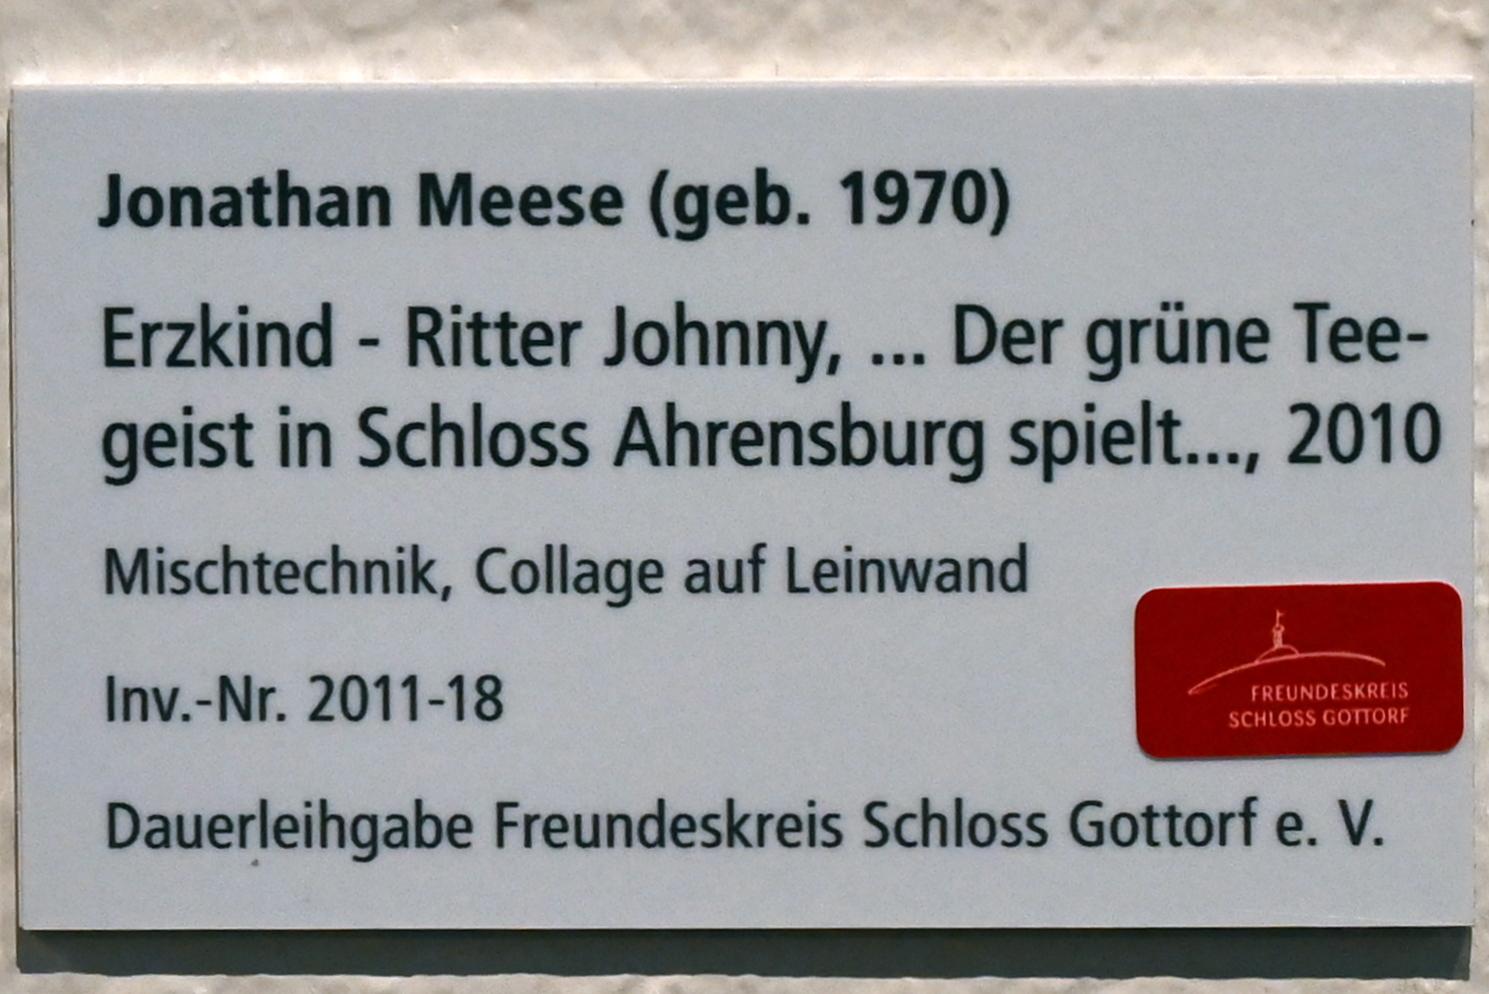 Jonathan Meese (geb. 1970)
Erzkind - Ritter Johnny, ... Der grüne Tee-
geist in Schloss Ahrensburg spielt..., 2010
Mischtechnik, Collage auf Leinwand
Inv.-Nr. 2011-18
FREUNDESKREIS
SCHLOSS GOTTORF
Dauerleihgabe Freundeskreis Schloss Gottorf e. V.